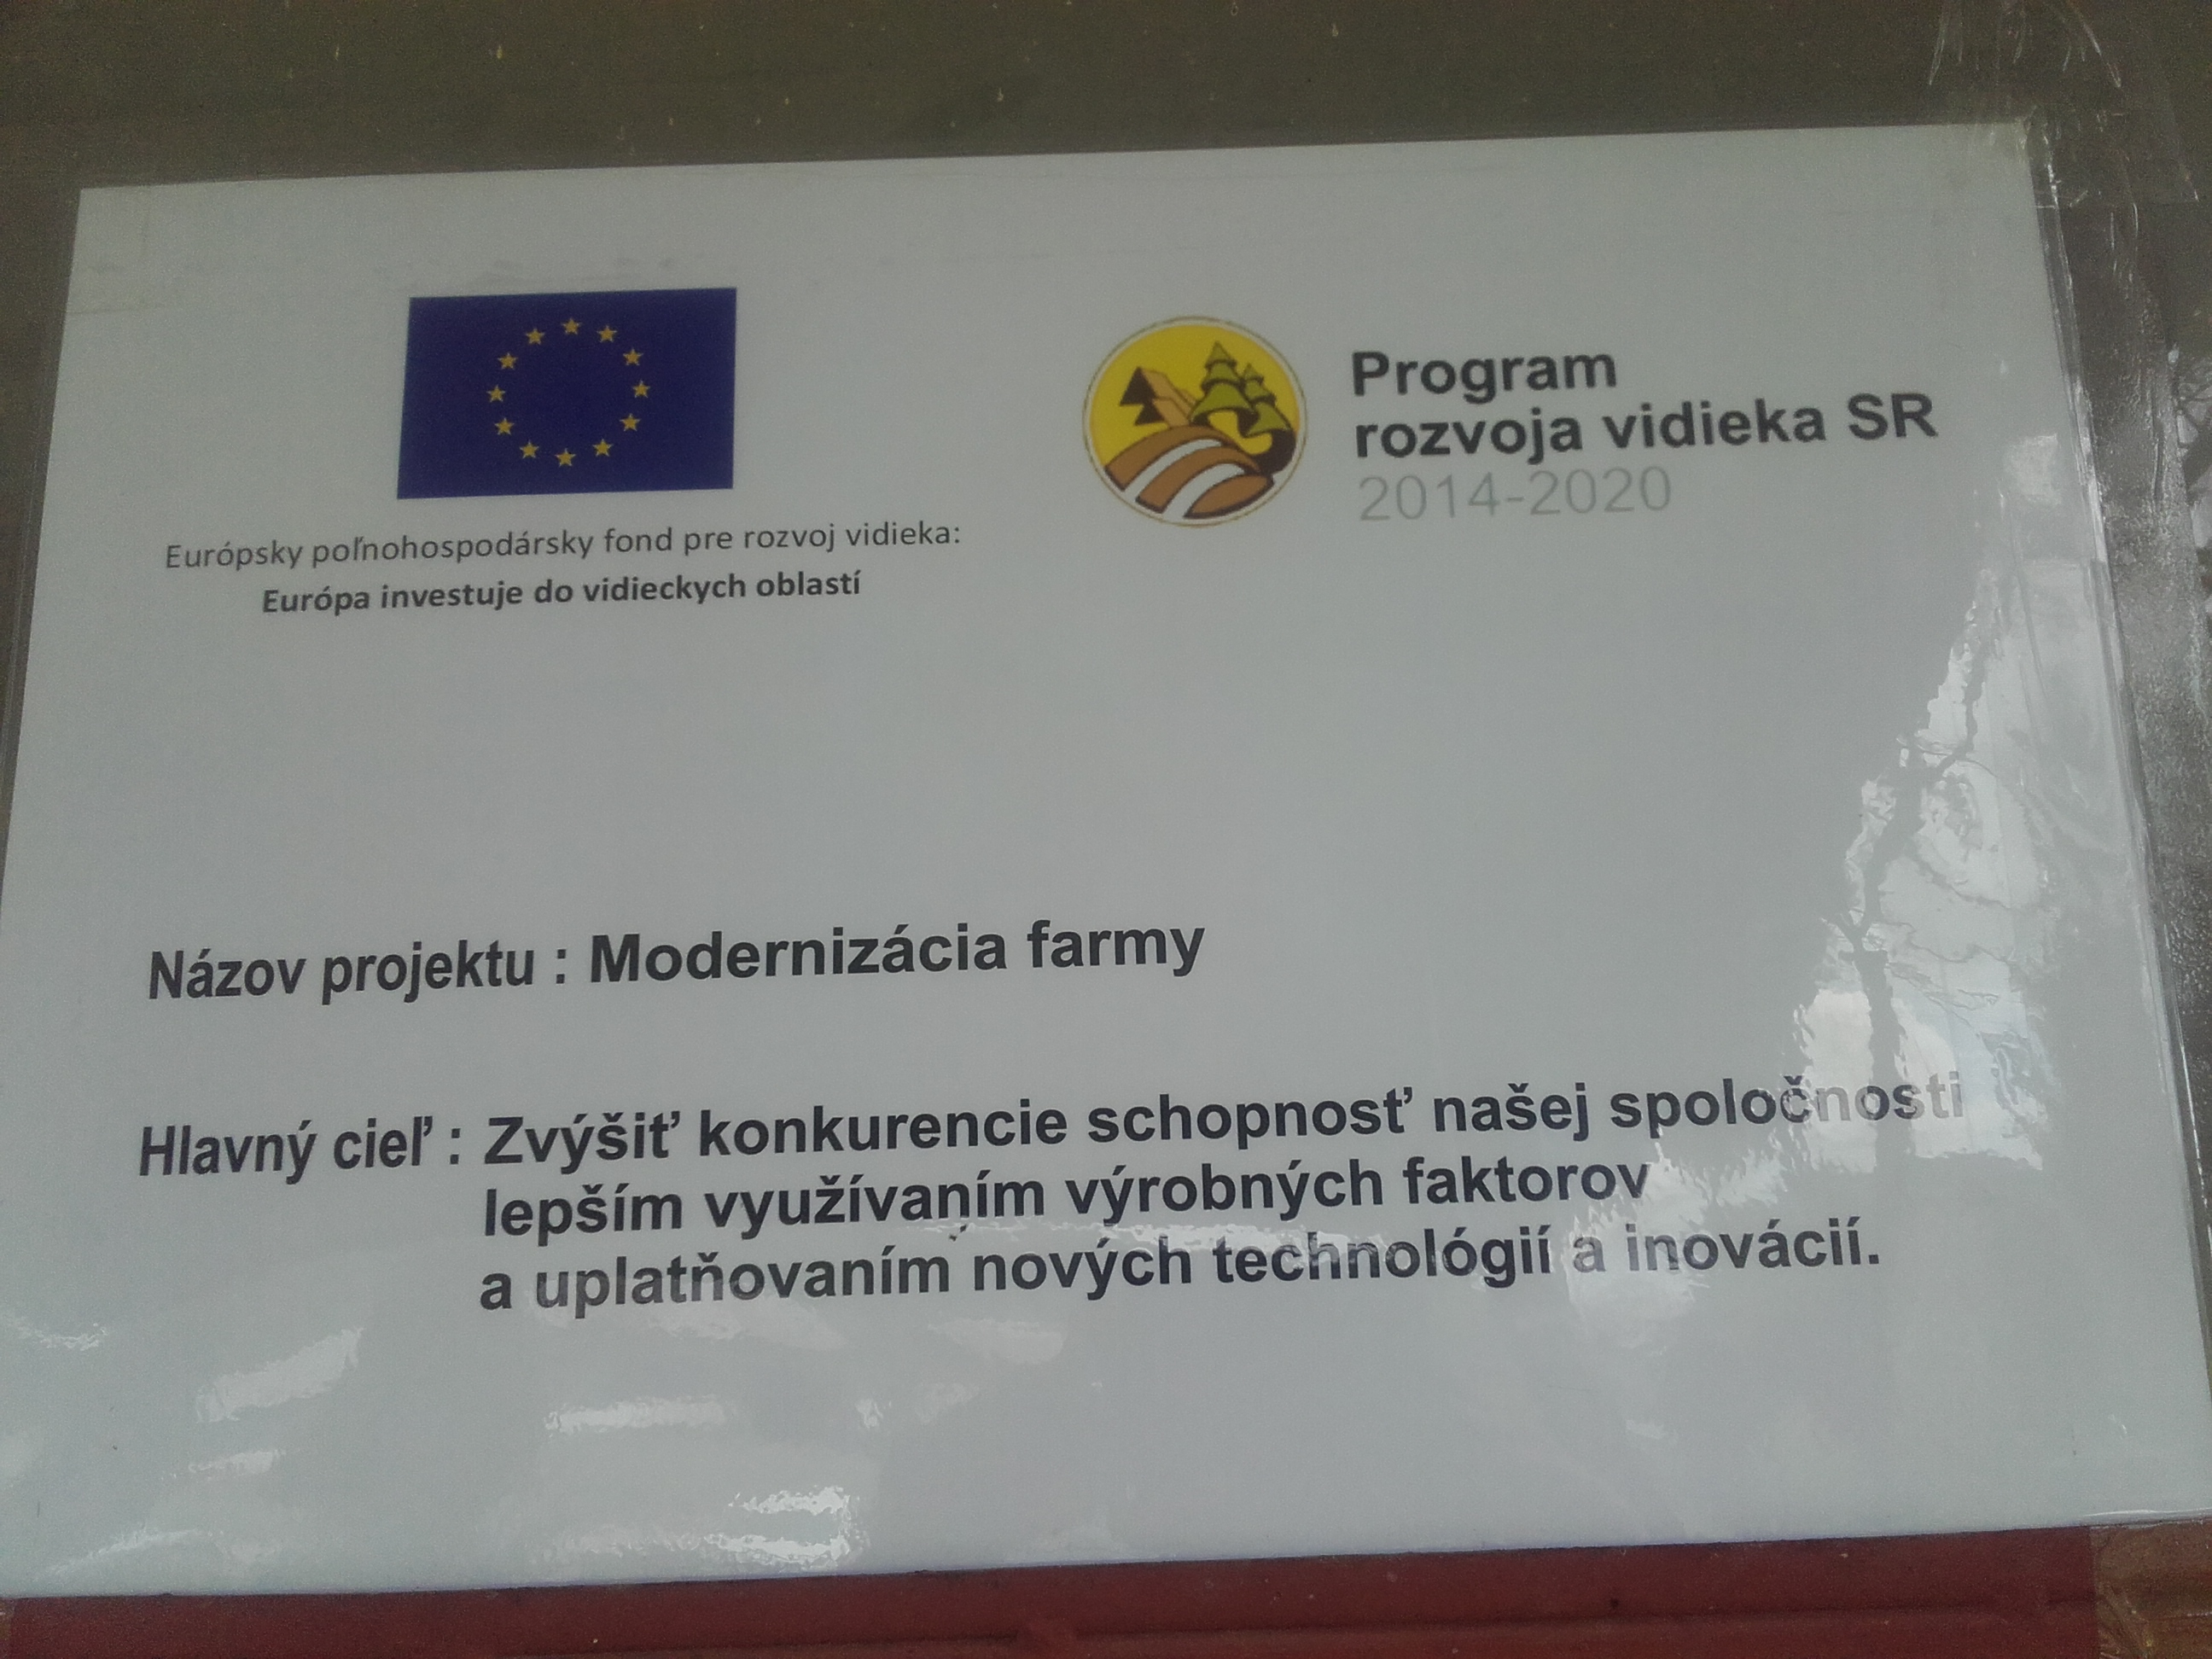 Európsky poľnohospodársky fond pre rozvoj vidieka:
Európa investuje do vidieckych oblastí
Program
rozvoja vidieka SR
2014-2020
Názov projektu : Modernizácia farmy
Hlavný cieľ : Zvýšiť konkurencie schopnosť našej spoločnosti
lepším využívaním výrobných faktorov
a uplatňovaním nových technológií a inovácií.